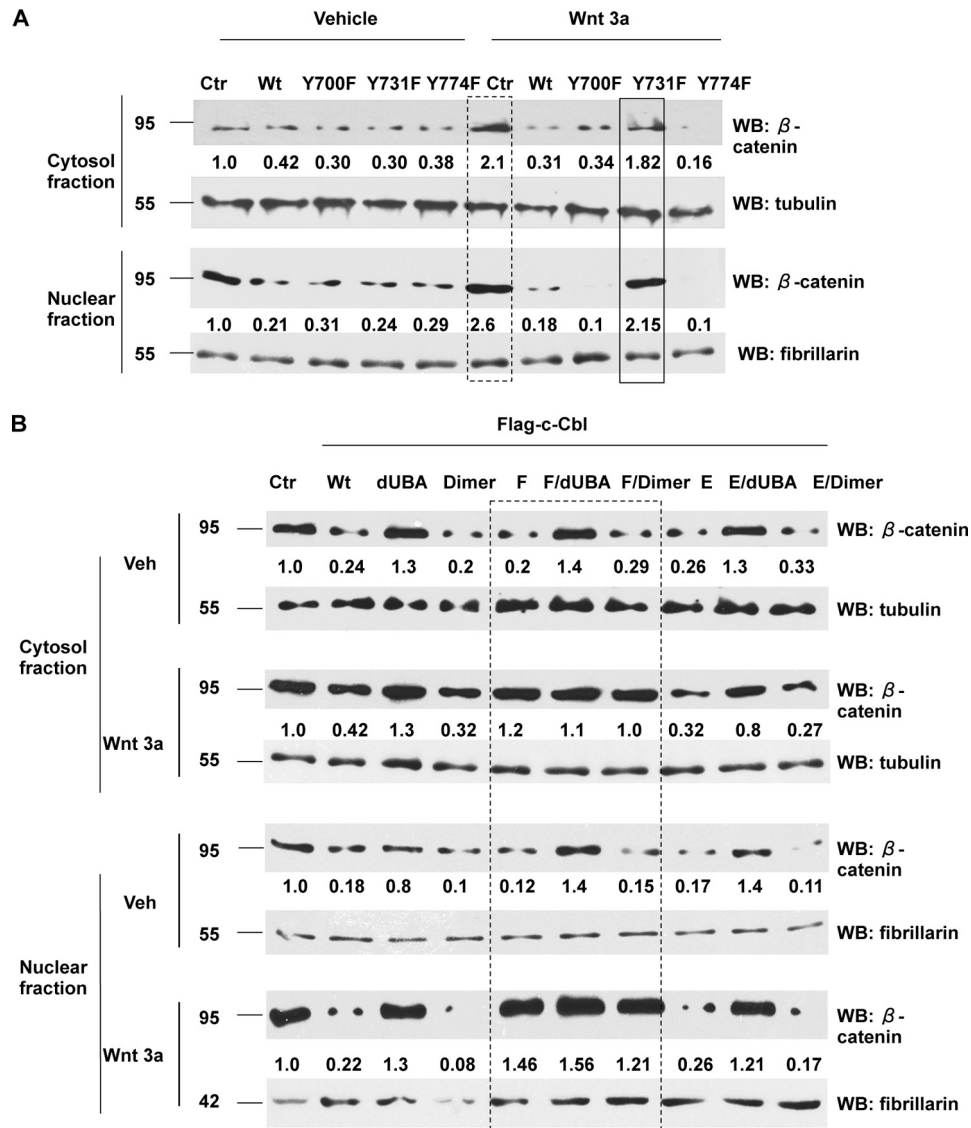 A
Vehicle Wnt 3a
Ctr Wt Y700F Y731F Y774F Ctr Wt Y700F Y731F Y774F
Cytosol
fraction
95
WB: β-
catenin
1.0 0.42 0.30 0.30 0.38 2.1 0.31 0.34 1.82 0.16
55 WB: tubulin
Nuclear
fraction
95 WB: β-catenin
1.0 0.21 0.31 0.24 0.29 2.6 0.18 0.1 2.15 0.1
55 WB: fibrillarin
B
Flag-c-Cbl
Ctr Wt dUBA Dimer F F/dUBA F/Dimer E E/dUBA E/Dimer
Cytosol
fraction
Veh
95 WB: β-catenin
1.0 0.24 1.3 0.2 0.2 1.4 0.29 0.26 1.3 0.33
55 WB: tubulin
Wnt 3a
95 WB: β-
catenin
1.0 0.42 1.3 0.32 1.2 1.1 1.0 0.32 0.8 0.27
55 WB: tubulin
Nuclear
fraction
Veh
95 WB: β-
catenin
1.0 0.18 0.8 0.1 0.12 1.4 0.15 0.17 1.4 0.11
55 WB: fibrillarin
Wnt 3a
95 WB: β-
catenin
1.0 0.22 1.3 0.08 1.46 1.56 1.21 0.26 1.21 0.17
42 WB: fibrillarin